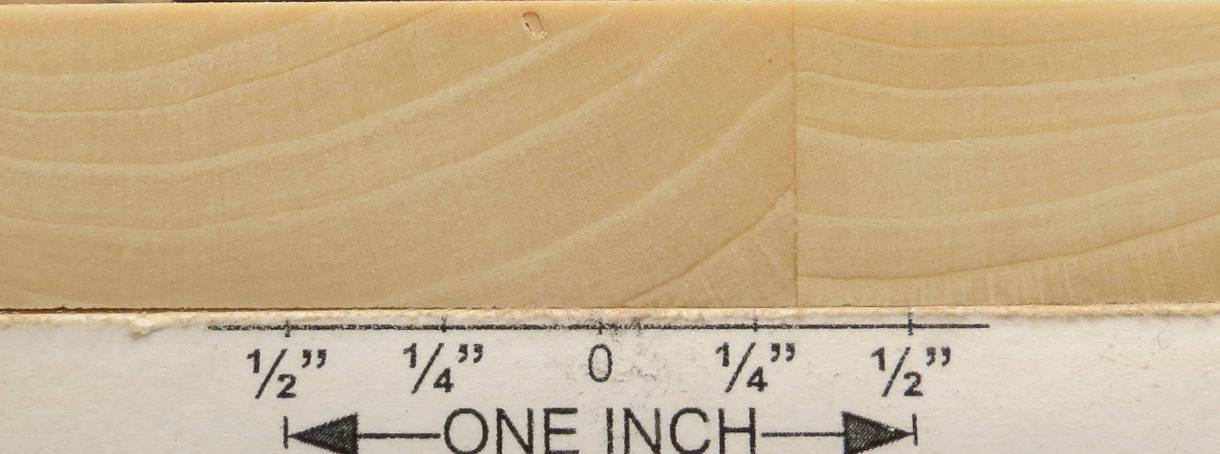 ½” ¼” 0 ¼” ½”
ONE INCH